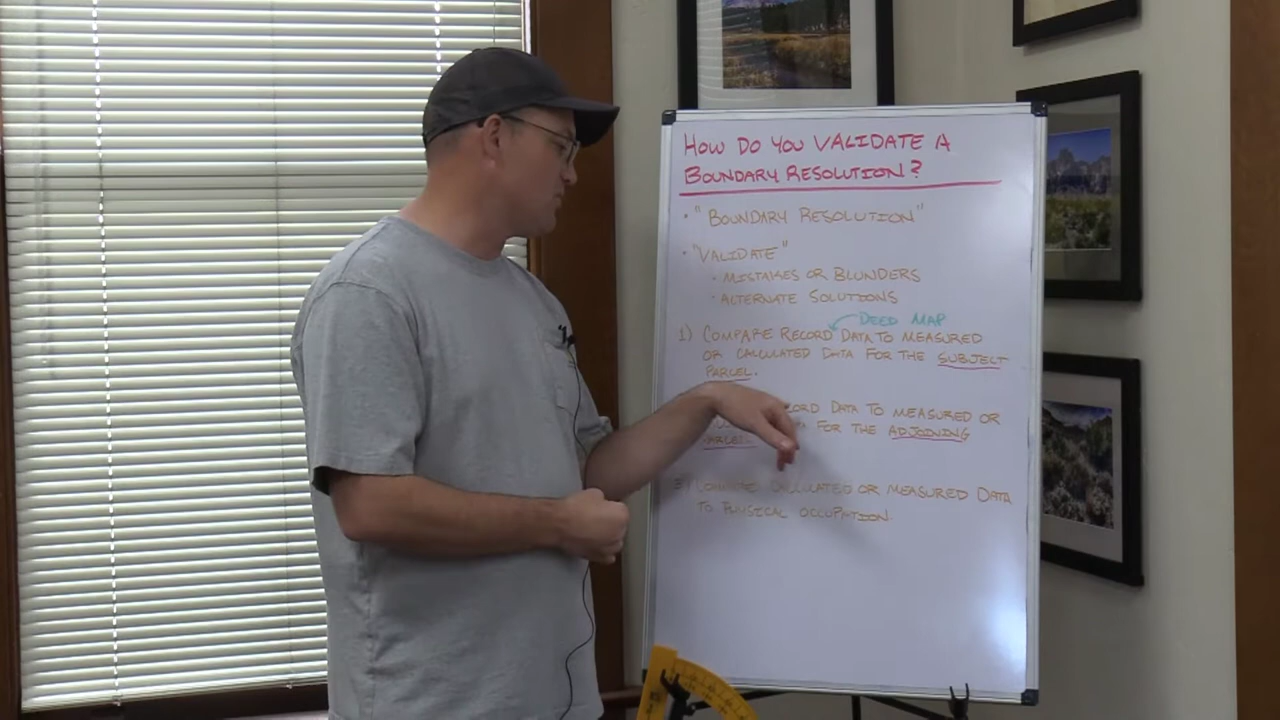 HOW DO YOU VALIDATE A
BOUNDARY RESOLUTION?
• "BOUNDARY RESOLUTION"
• "VALIDATE"
• MISTAKES OR BLUNDERS
• ALTERNATE SOLUTIONS
DEED MAP
1) COMPARE RECORD DATA TO MEASURED
OR CALCULATED DATA FOR THE SUBJECT
PARCEL.
DATA TO MEASURED OR
FOR THE ADJOINING
3) COMPARE CALCULATED OR MEASURED DATA
TO PHYSICAL OCCUPATION.